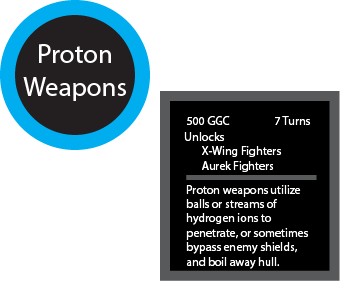 Proton
Weapons
500 GGC 7 Turns
Unlocks
X-Wing Fighters
Aurek Fighters
Proton weapons utilize
balls or streams of
hydrogen ions to
penetrate, or sometimes
bypass enemy shields,
and boil away hull.